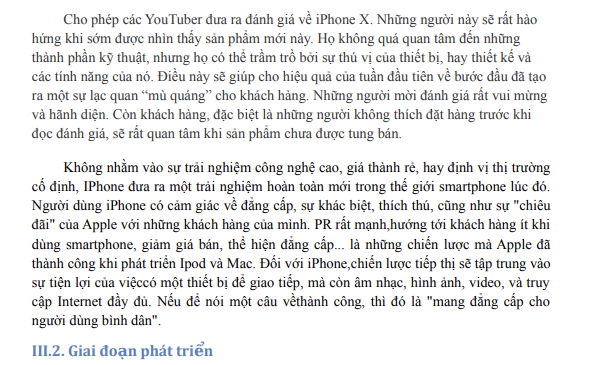 Cho phép các YouTuber đưa ra đánh giá về iPhone X. Những người này sẽ rất hào
hứng khi sớm được nhìn thấy sản phẩm mới này. Họ không quá quan tâm đến những
thành phần kỹ thuật, nhưng họ có thể trầm trồ bởi sự thú vị của thiết bị, hay thiết kế và
các tính năng của nó. Điều này sẽ giúp cho hiệu quả của tuần đầu tiên về bước đầu đã tạo
ra một sự lạc quan “mù quáng” cho khách hàng. Những người mời đánh giá rất vui mừng
và hãnh diện. Còn khách hàng, đặc biệt là những người không thích đặt hàng trước khi
đọc đánh giá, sẽ rất quan tâm khi sản phẩm chưa được tung bán.
Không nhằm vào sự trải nghiệm công nghệ cao, giá thành rẻ, hay định vị thị trường
cố định, IPhone đưa ra một trải nghiệm hoàn toàn mới trong thế giới smartphone lúc đó.
Người dùng iPhone có cảm giác về đẳng cấp, sự khác biệt, thích thú, cũng như sự "chiêu
đãi" của Apple với những khách hàng của mình. PR rất mạnh,hướng tới khách hàng ít khi
dùng smartphone, giảm giá bán, thể hiện đẳng cấp... là những chiến lược mà Apple đã
thành công khi phát triển Ipod và Mac. Đối với iPhone,chiến lược tiếp thị sẽ tập trung vào
sự tiện lợi của việccó một thiết bị để giao tiếp, mà còn âm nhạc, hình ảnh, video, và truy
cập Internet đầy đủ. Nếu để nói một câu vềthành công, thì đó là "mang đẳng cấp cho
người dùng bình dân".
III.2. Giai đoạn phát triển